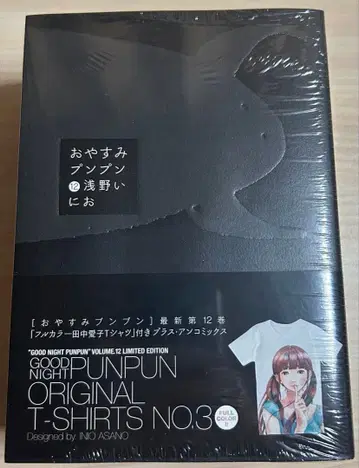 おやすみ
プンプン
⑫浅野い
にお
[おやすみプンプン] 最新第12巻
「フルカラー田中愛子Tシャツ」付きプラス・アンコミックス
"GOOD NIGHT PUNPUN" VOLUME.12 LIMITED EDITION
GOOD NIGHT PUNPUN
ORIGINAL
T-SHIRTS NO.3
FULL COLOR!!
Designed by INIO ASANO